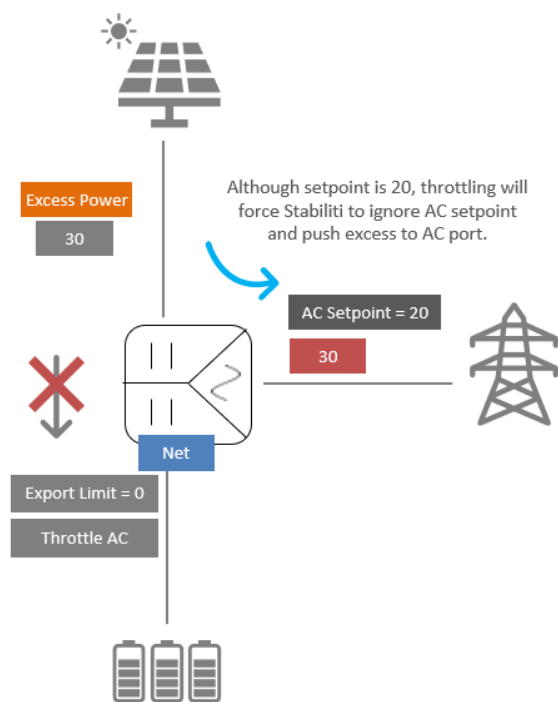 Excess Power
30
Although setpoint is 20, throttling will
force Stabiliti to ignore AC setpoint
and push excess to AC port.
AC Setpoint = 20
30
Net
Export Limit = 0
Throttle AC